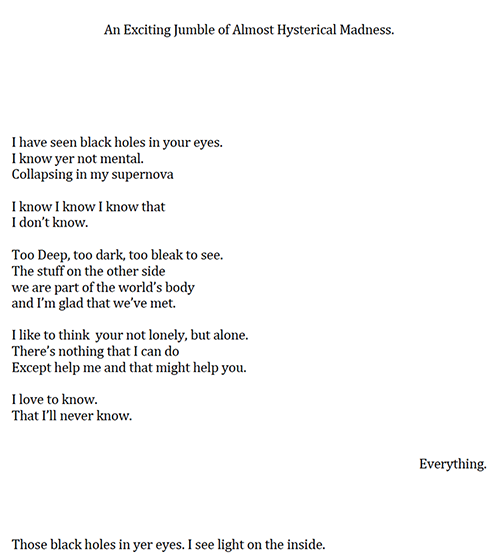 An Exciting Jumble of Almost Hysterical Madness.
I have seen black holes in your eyes.
I know yer not mental.
Collapsing in my supernova
I know I know I know that
I don't know.
Too Deep, too dark, too bleak to see.
The stuff on the other side
we are part of the world's body
and I'm glad that we've met.
I like to think  your not lonely, but alone.
There's nothing that I can do
Except help me and that might help you.
I love to know.
That I'll never know.
Everything.
Those black holes in yer eyes. I see light on the inside.